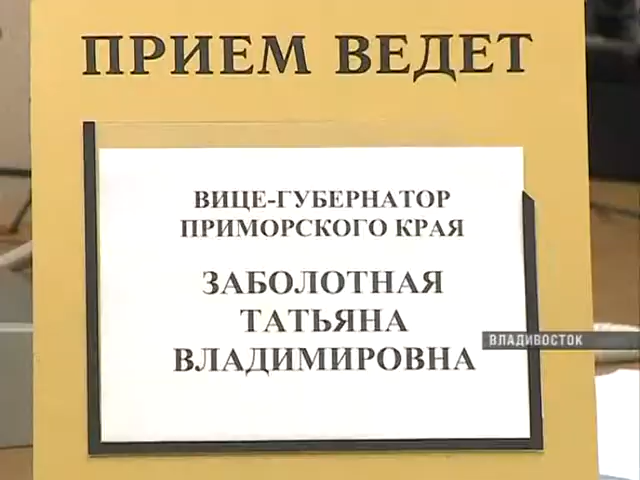 ПРИЕМ ВЕДЕТ
ВИЦЕ-ГУБЕРНАТОР
ПРИМОРСКОГО КРАЯ
ЗАБОЛОТНАЯ
ТАТЬЯНА
ВЛАДИМИРОВНА
ВЛАДИВОСТОК